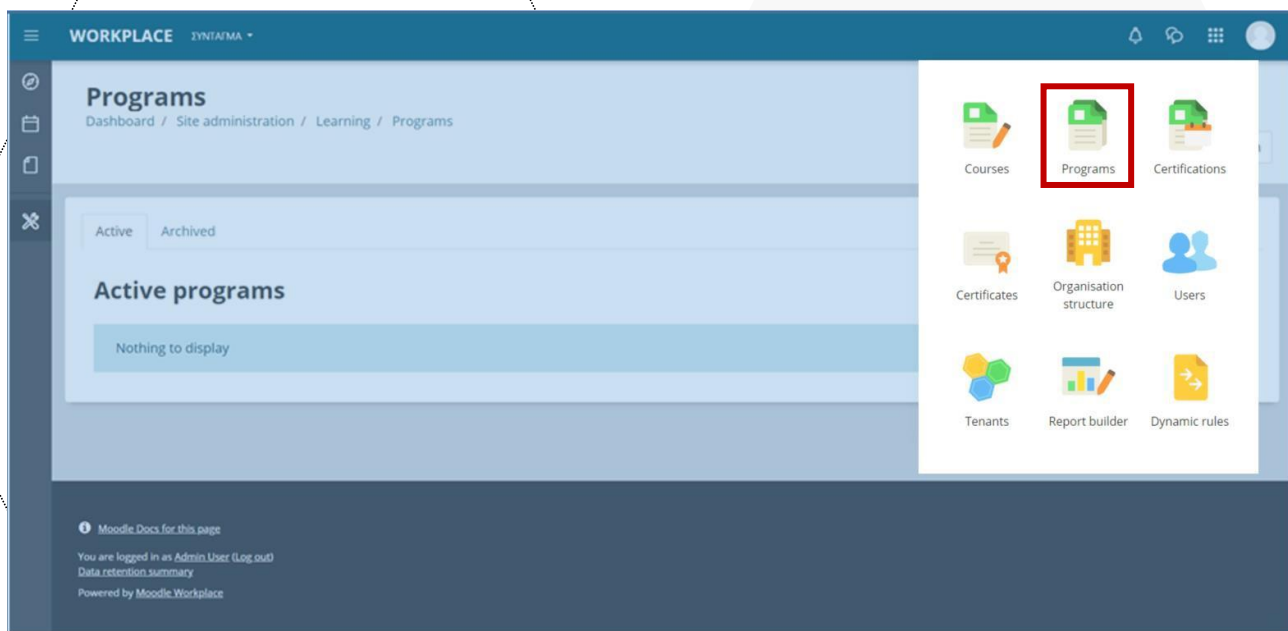 WORKPLACE ΣΥΝΤΑΓΜΑ
Programs
Dashboard / Site administration / Learning / Programs
Courses
Programs
Certifications
Active
Archived
Active programs
Nothing to display
Certificates
Organisation
structure
Users
Tenants
Report builder
Dynamic rules
Moodle Docs for this page
You are logged in as Admin User (Log out)
Data retention summary
Powered by Moodle Workplace